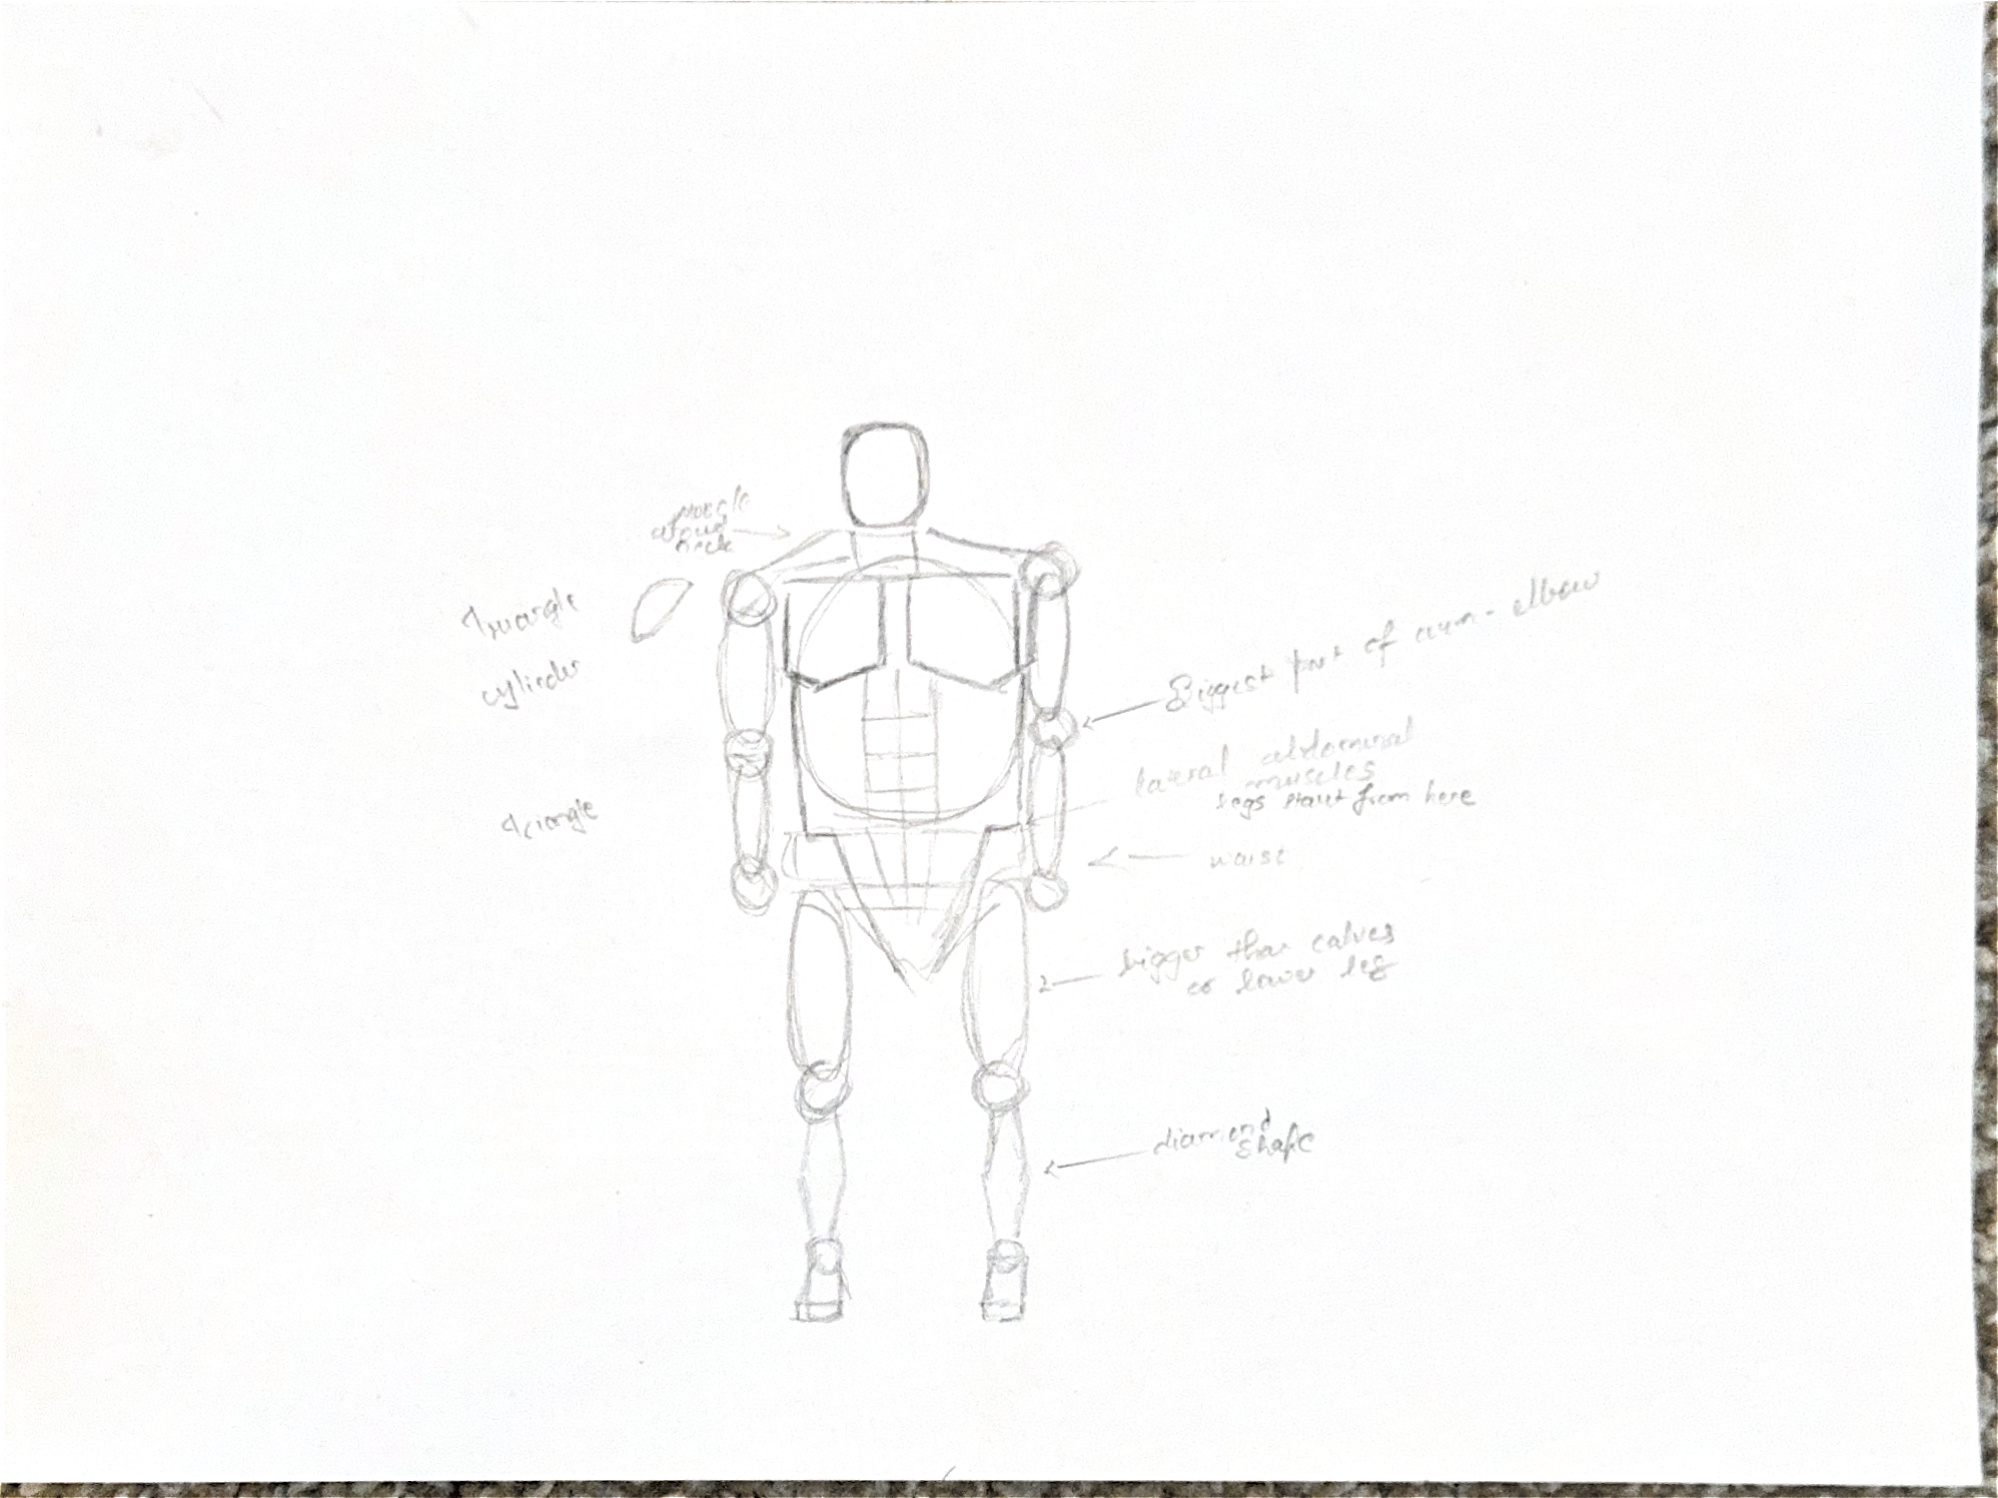 muscle
around
neck
Triangle
cylinder
Triangle
Biggest part of arm - elbow
lateral abdominal
muscles
legs start from here
waist
bigger than calves
or lower leg
diamond
shape